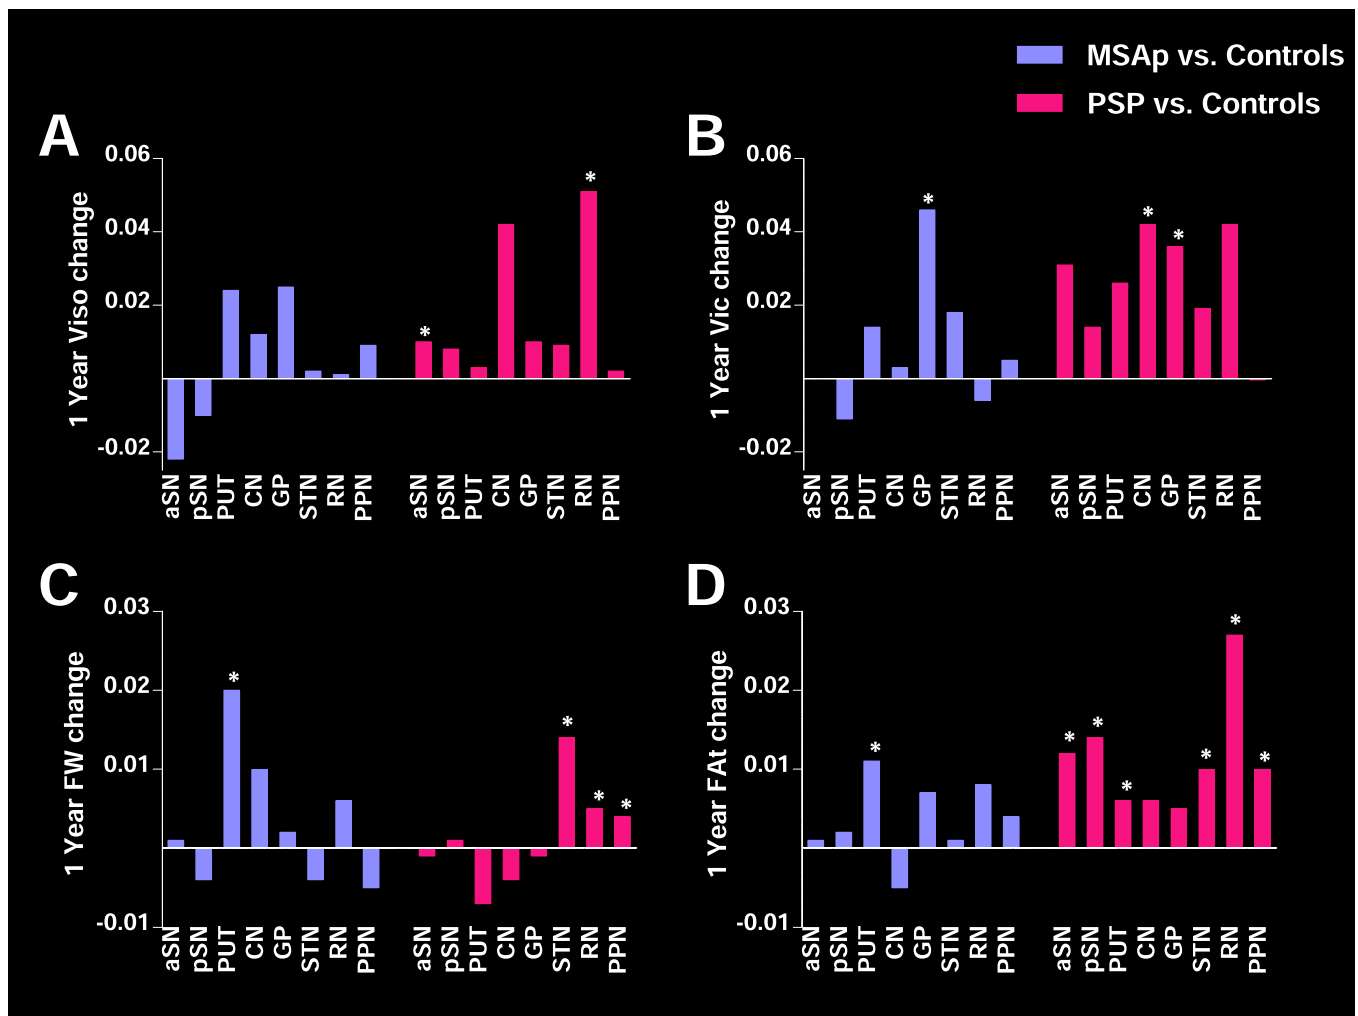 MSAp vs. Controls
PSP vs. Controls
A
0.06
0.04
0.02
-0.02
1 Year Viso change
*
*
aSN pSN PUT CN GP STN RN PPN aSN pSN PUT CN GP STN RN PPN
B
0.06
0.04
0.02
-0.02
1 Year Vic change
*
*
*
aSN pSN PUT CN GP STN RN PPN aSN pSN PUT CN GP STN RN PPN
C
0.03
0.02
0.01
-0.01
1 Year FW change
*
*
*
*
aSN pSN PUT CN GP STN RN PPN aSN pSN PUT CN GP STN RN PPN
D
0.03
0.02
0.01
-0.01
1 Year FAt change
*
*
*
*
*
*
*
aSN pSN PUT CN GP STN RN PPN aSN pSN PUT CN GP STN RN PPN